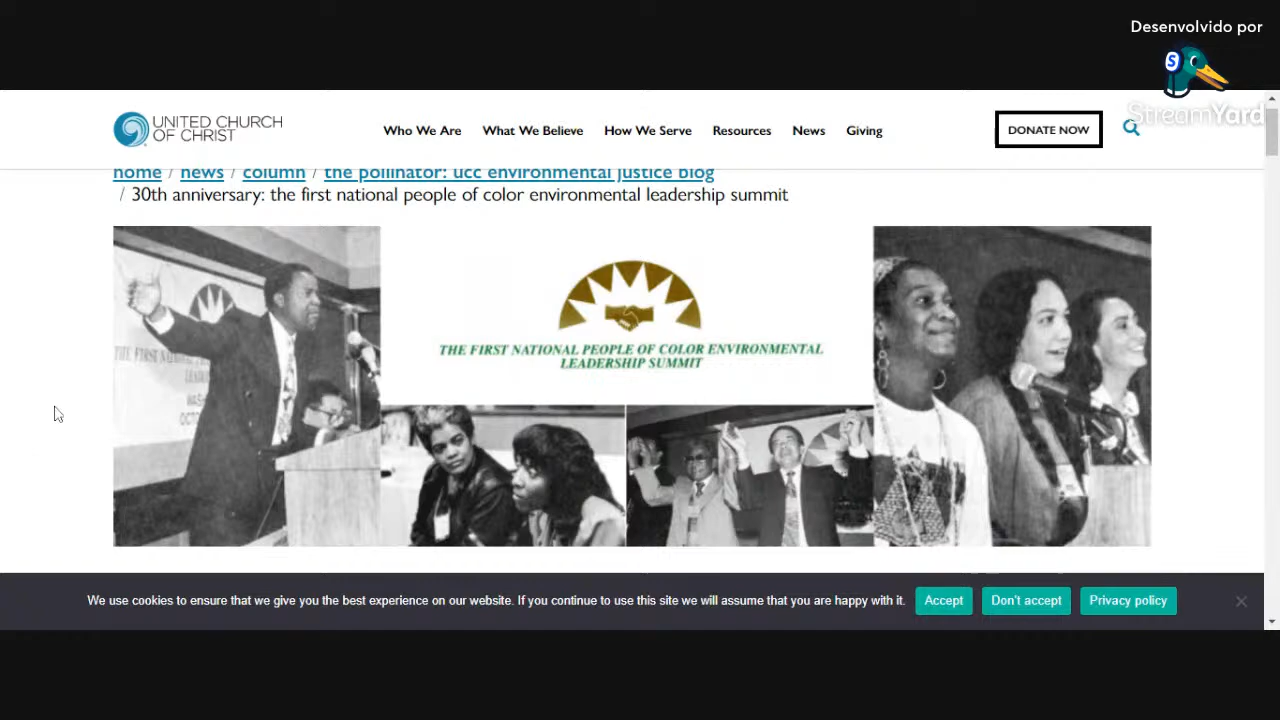 Desenvolvido por
S
StreamYard
UNITED CHURCH
OF CHRIST
Who We Are What We Believe How We Serve Resources News Giving
DONATE NOW
home / news / column / the pollinator: ucc environmental justice blog
/ 30th anniversary: the first national people of color environmental leadership summit
THE FIRST NATIONAL PEOPLE OF COLOR ENVIRONMENTAL
LEADERSHIP SUMMIT
THE FIRST NATIONAL
We use cookies to ensure that we give you the best experience on our website. If you continue to use this site we will assume that you are happy with it. Accept Don't accept Privacy policy